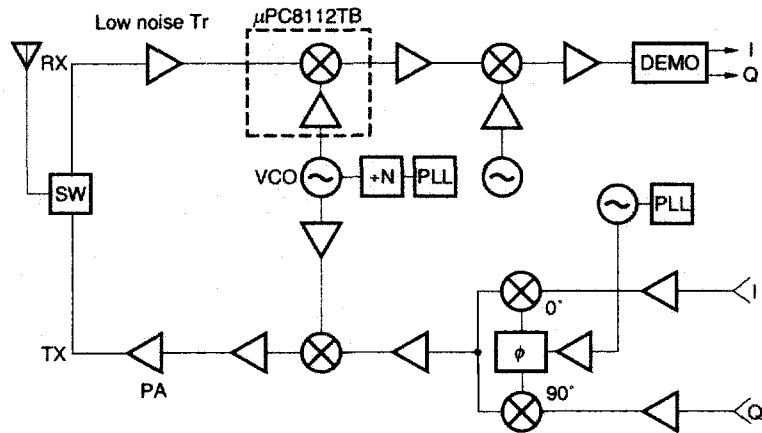 µPC8112TB
Low noise Tr
RX
DEMO
I
Q
VCO
÷N
PLL
SW
PLL
0°
I
TX
ϕ
PA
90°
Q